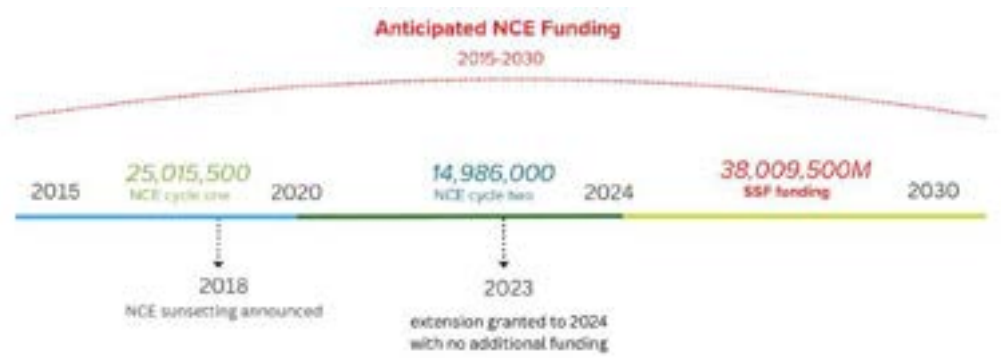 Anticipated NCE Funding
2015-2030
2015
25,015,500
NCE cycle one
2020
14,986,000
NCE cycle two
2024
38,009,500M
SSF funding
2030
2018
NCE sunsetting announced
2023
extension granted to 2024
with no additional funding